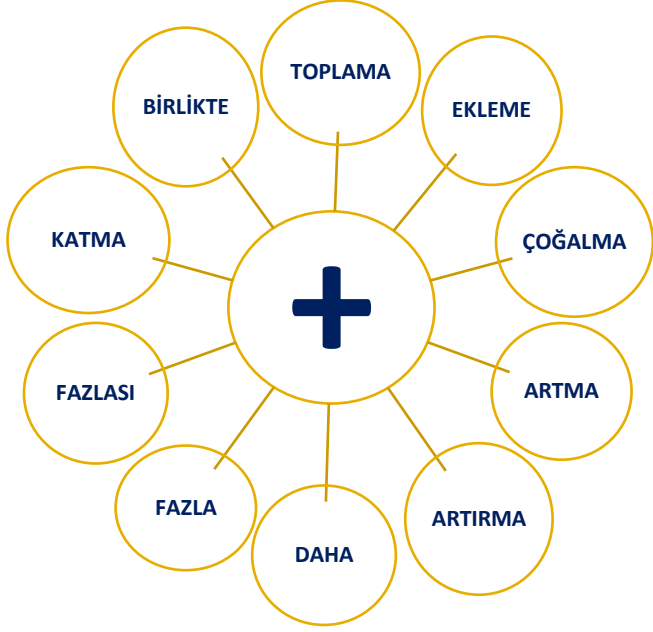 TOPLAMA
EKLEME
ÇOĞALMA
ARTMA
ARTIRMA
DAHA
FAZLA
FAZLASI
KATMA
BİRLİKTE
+